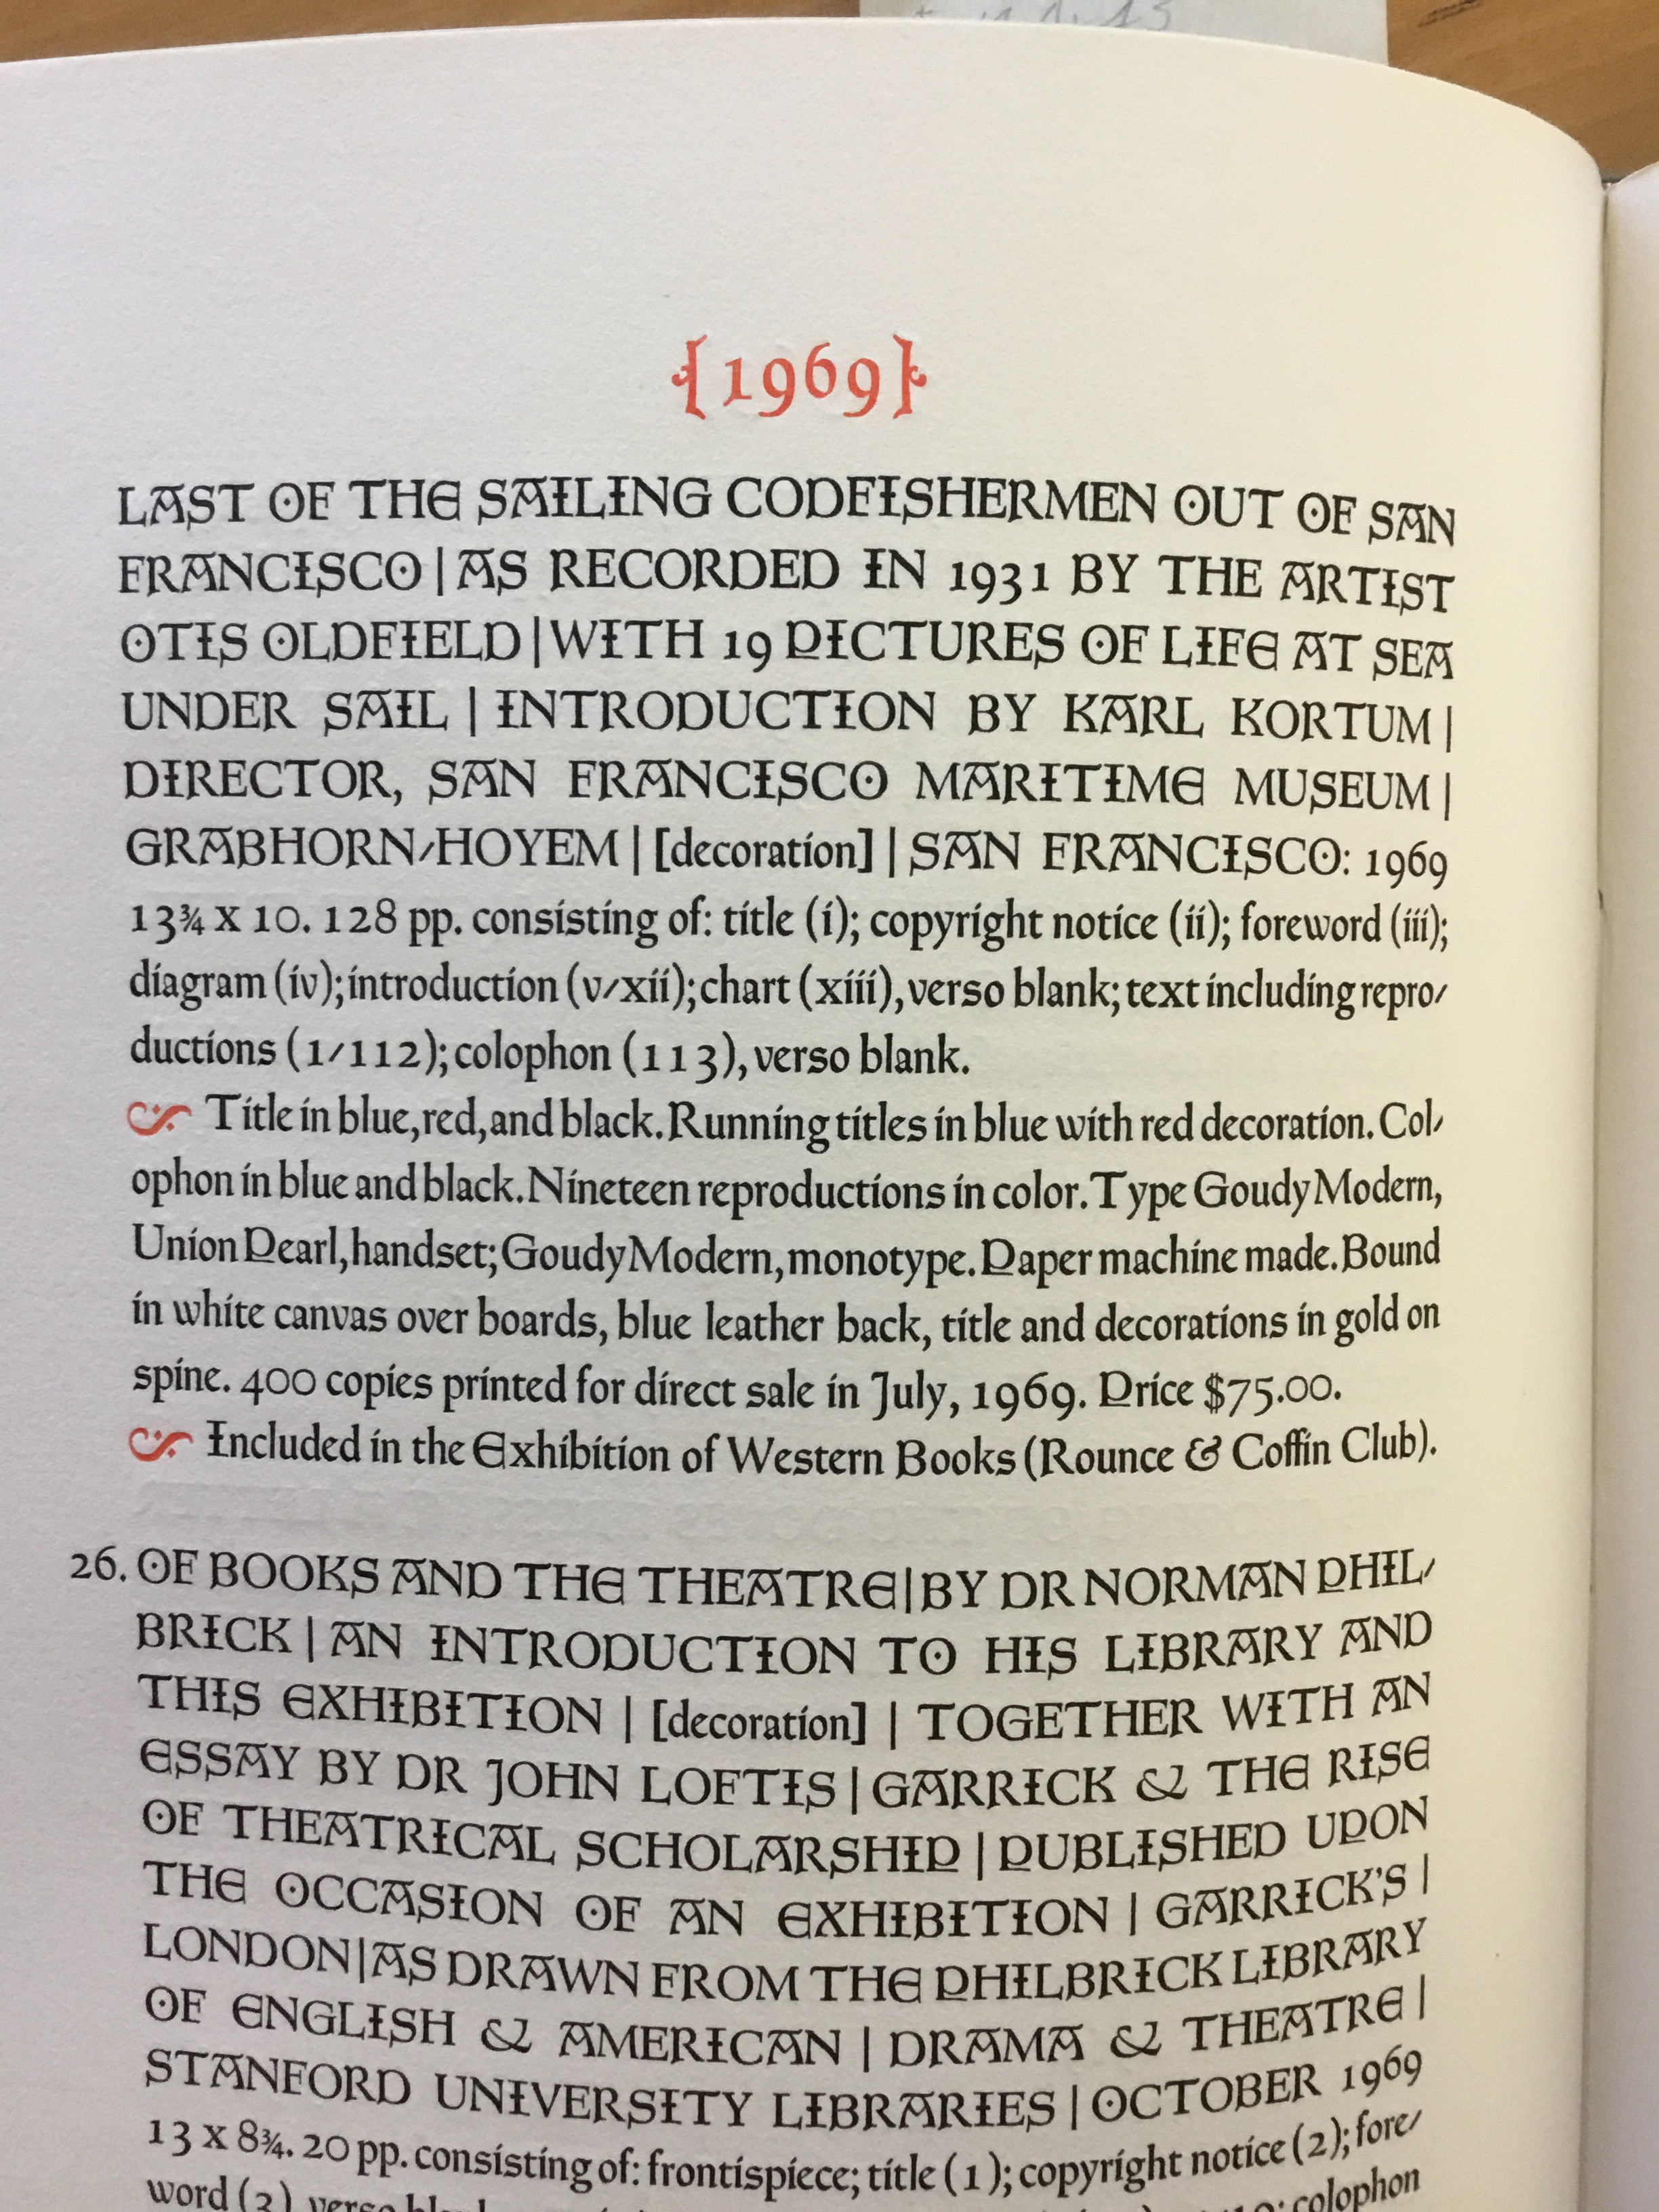 {1969}
LAST OF THE SAILING CODFISHERMEN OUT OF SAN
FRANCISCO | AS RECORDED IN 1931 BY THE ARTIST
OTIS OLDFIELD | WITH 19 PICTURES OF LIFE AT SEA
UNDER SAIL | INTRODUCTION BY KARL KORTUM |
DIRECTOR, SAN FRANCISCO MARITIME MUSEUM |
GRABHORN-HOYEM | [decoration] | SAN FRANCISCO: 1969
13¾ x 10. 128 pp. consisting of: title (i); copyright notice (ii); foreword (iii);
diagram (iv); introduction (v-xii); chart (xiii), verso blank; text including repro-
ductions (1-112); colophon (113), verso blank.
Title in blue, red, and black. Running titles in blue with red decoration. Col-
ophon in blue and black. Nineteen reproductions in color. Type Goudy Modern,
Union Pearl, handset; Goudy Modern, monotype. Paper machine made. Bound
in white canvas over boards, blue leather back, title and decorations in gold on
spine. 400 copies printed for direct sale in July, 1969. Price $75.00.
Included in the Exhibition of Western Books (Rounce & Coffin Club).
26. OF BOOKS AND THE THEATRE | BY DR NORMAN PHIL-
BRICK | AN INTRODUCTION TO HIS LIBRARY AND
THIS EXHIBITION | [decoration] | TOGETHER WITH AN
ESSAY BY DR JOHN LOFTIS | GARRICK & THE RISE
OF THEATRICAL SCHOLARSHIP | PUBLISHED UPON
THE OCCASION OF AN EXHIBITION | GARRICK'S |
LONDON | AS DRAWN FROM THE PHILBRICK LIBRARY
OF ENGLISH & AMERICAN | DRAMA & THEATRE |
STANFORD UNIVERSITY LIBRARIES | OCTOBER 1969
13 x 8¾. 20 pp. consisting of: frontispiece; title (1); copyright notice (2); fore-
word (3), verso colophon